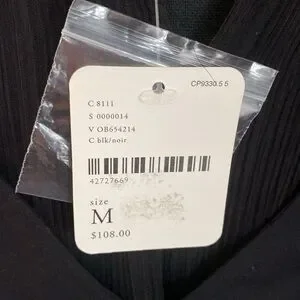 CP9330.5 5
C 8111
S 0000014
V OB654214
C blk/noir
42727669
size
M
$108.00